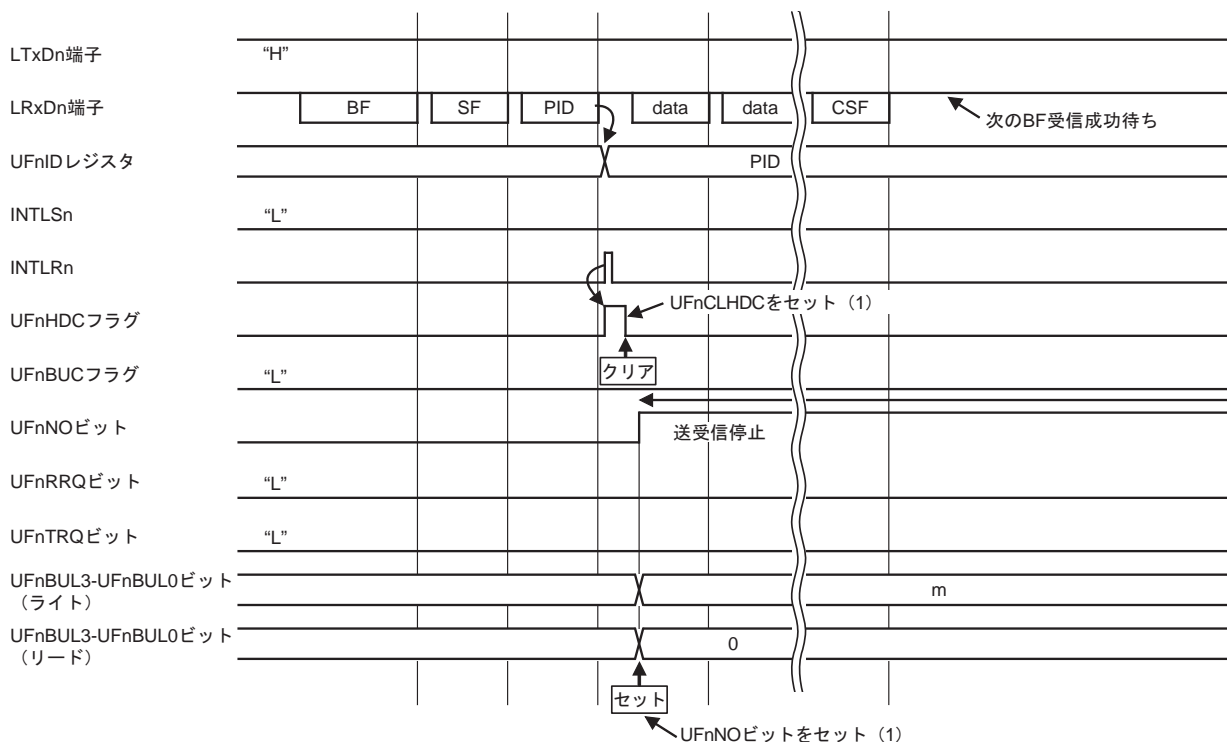 LTxDn端子 “H”
LRxDn端子 BF SF PID data data CSF
次のBF受信成功待ち
UFnIDレジスタ PID
INTLSn “L”
INTLRn
UFnCLHDCをセット（1）
UFnHDCフラグ
クリア
UFnBUCフラグ “L”
UFnNOビット 送受信停止
UFnRRQビット “L”
UFnTRQビット “L”
UFnBUL3-UFnBUL0ビット
（ライト） m
UFnBUL3-UFnBUL0ビット
（リード） 0
セット
UFnNOビットをセット（1）